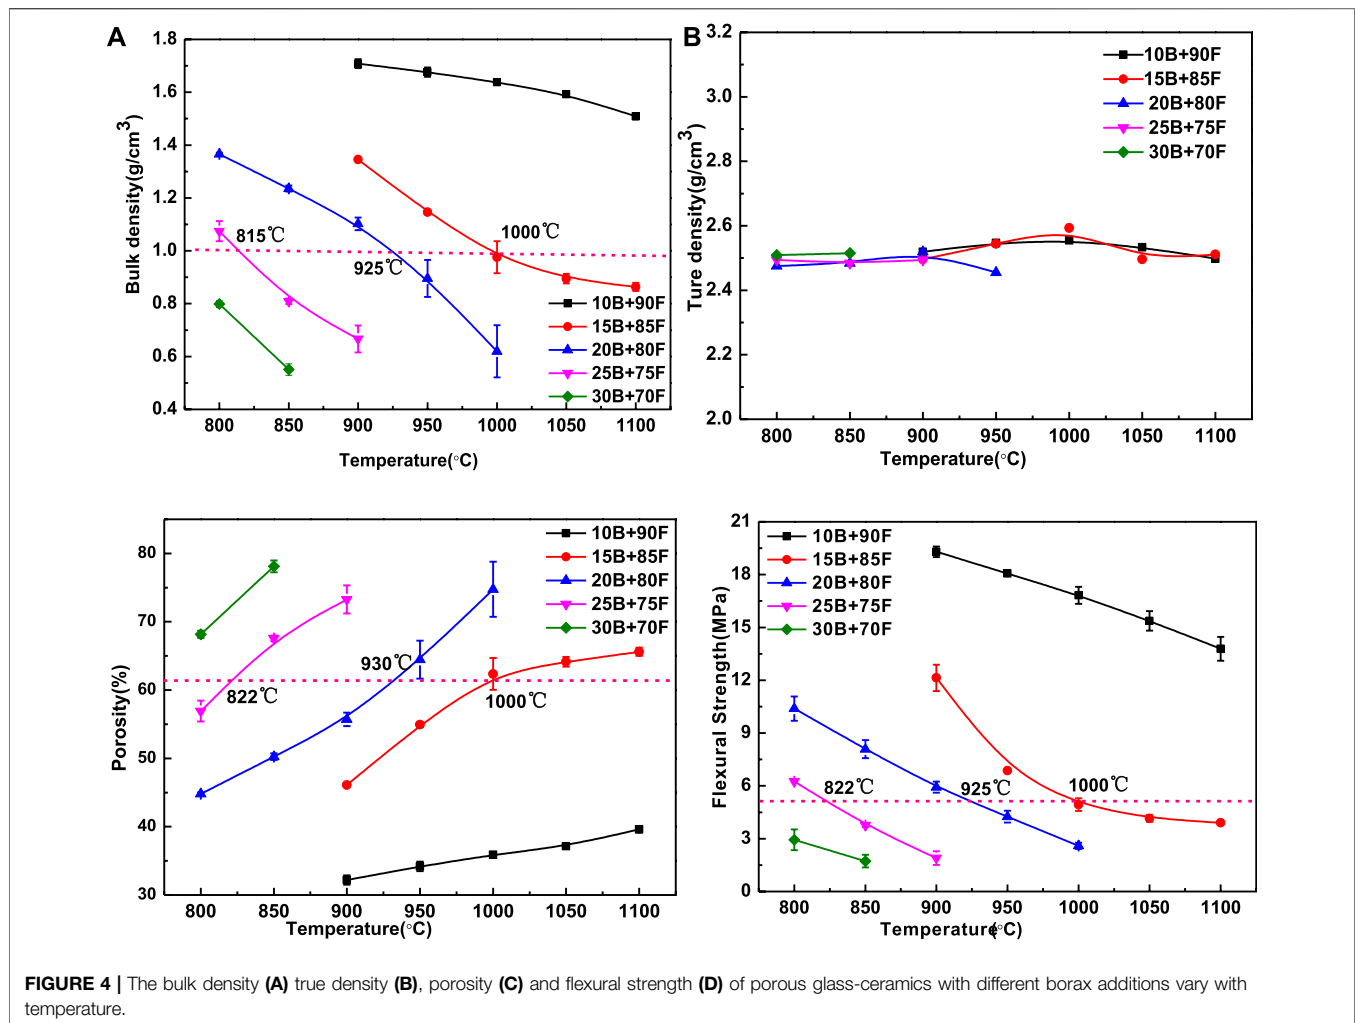 A
1.8
1.6
1.4
1.2
1.0
0.8
0.6
0.4
Bulk density(g/cm³)
815℃
925℃
1000℃
10B+90F
15B+85F
20B+80F
25B+75F
30B+70F
800 850 900 950 1000 1050 1100
Temperature(°C)
B
3.2
3.0
2.8
2.6
2.4
2.2
2.0
Ture density(g/cm³)
10B+90F
15B+85F
20B+80F
25B+75F
30B+70F
800 850 900 950 1000 1050 1100
Temperature(°C)
80
70
60
50
40
30
Porosity(%)
10B+90F
15B+85F
20B+80F
25B+75F
30B+70F
930℃
822℃
1000℃
800 850 900 950 1000 1050 1100
Temperature(°C)
21
18
15
12
9
6
3
0
Flexural Strength(MPa)
10B+90F
15B+85F
20B+80F
25B+75F
30B+70F
822℃
925℃
1000℃
800 850 900 950 1000 1050 1100
Temperature(°C)
FIGURE 4 | The bulk density (A) true density (B), porosity (C) and flexural strength (D) of porous glass-ceramics with different borax additions vary with
temperature.